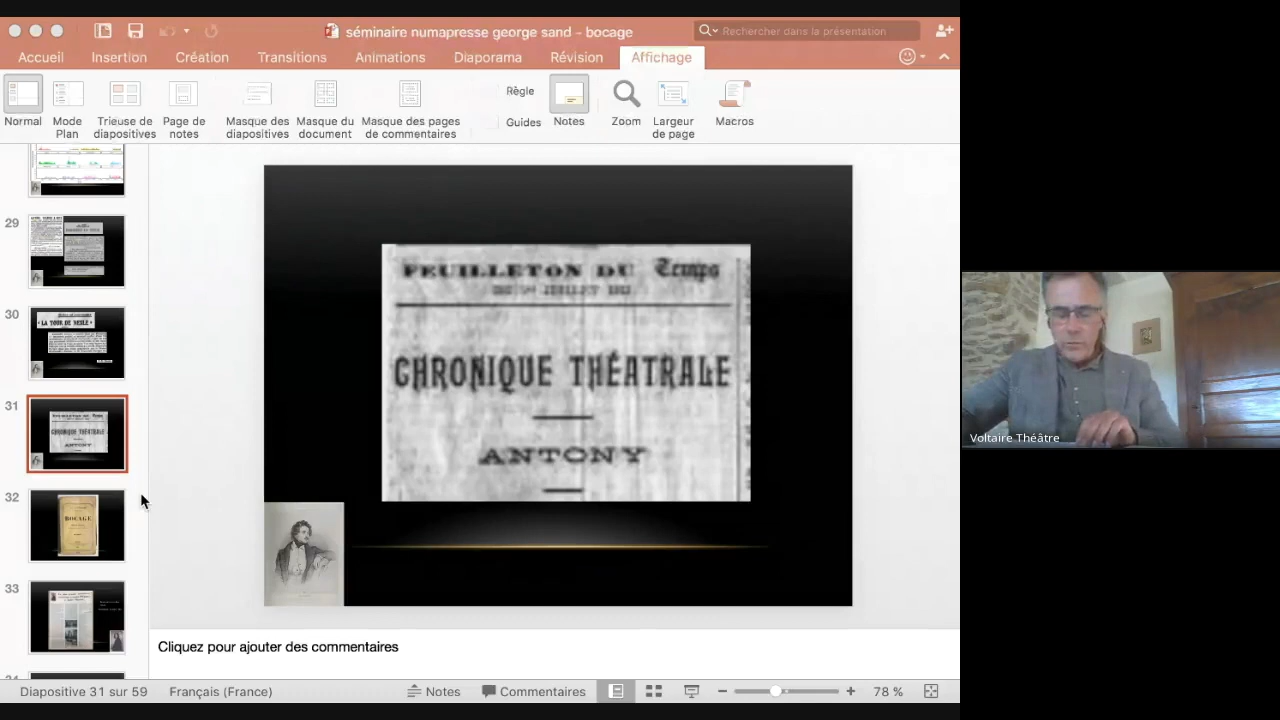 séminaire numapresse george sand - bocage
Rechercher dans la présentation
Accueil
Insertion
Création
Transitions
Animations
Diaporama
Révision
Affichage
Normal
Mode Plan
Trieuse de diapositives
Page de notes
Masque des diapositives
Masque du document
Masque des pages de commentaires
Règle
Guides
Notes
Zoom
Largeur de page
Macros
29
30
« LA TOUR DE NESLE »
31
CHRONIQUE THÉATRALE
ANTONY
32
BOCAGE
33
FEUILLETON DU Temps
CHRONIQUE THÉATRALE
ANTONY
Voltaire Théâtre
Cliquez pour ajouter des commentaires
Diapositive 31 sur 59
Français (France)
Notes
Commentaires
78 %